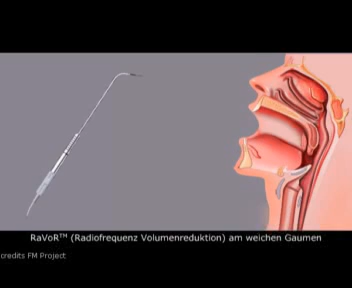 RaVoR™ (Radiofrequenz Volumenreduktion) am weichen Gaumen
credits FM Project